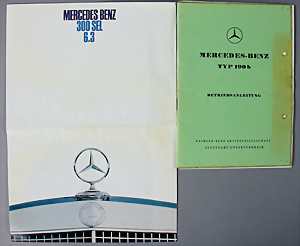 MERCEDES BENZ
300 SEL
6.3
MERCEDES-BENZ
TYP 190b
BETRIEBSANLEITUNG
DAIMLER-BENZ AKTIENGESELLSCHAFT
STUTTGART-UNTERTÜRKHEIM